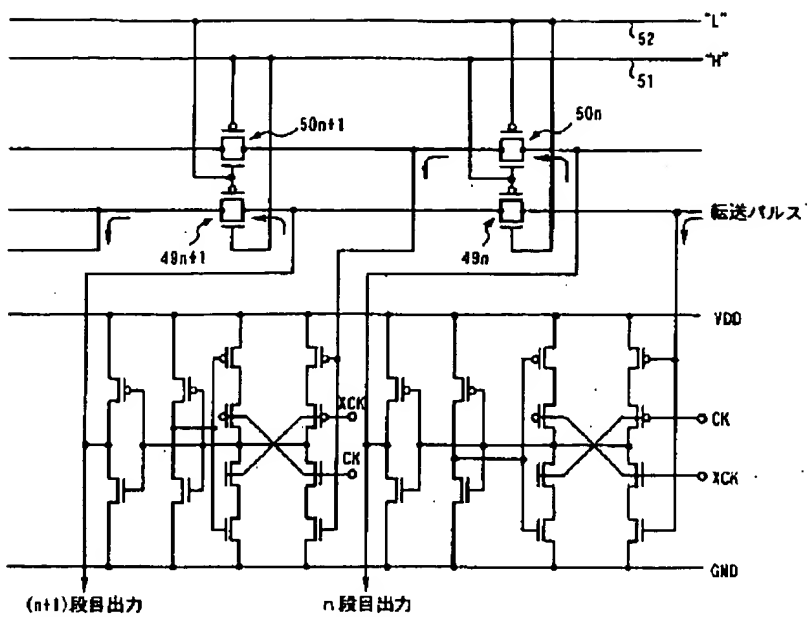 "L"
52
"H"
51
50n+1
50n
転送パルス
49n+1
49n
VDD
XCK
CK
CK
XCK
GND
(n+1)段目出力
n段目出力